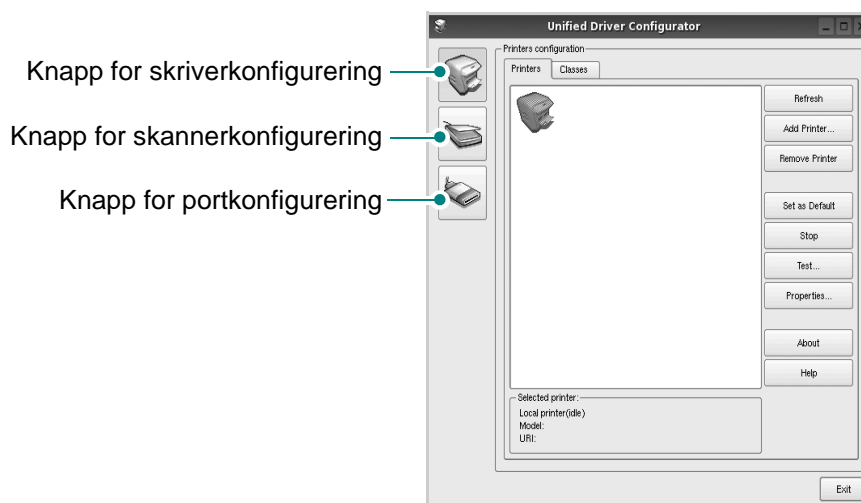 Unified Driver Configurator
Knapp for skriverkonfigurering
Knapp for skannerkonfigurering
Knapp for portkonfigurering
Printers configuration
Printers
Classes
Refresh
Add Printer...
Remove Printer
Set as Default
Stop
Test...
Properties...
About
Help
Selected printer:
Local printer(idle)
Model:
URI:
Exit